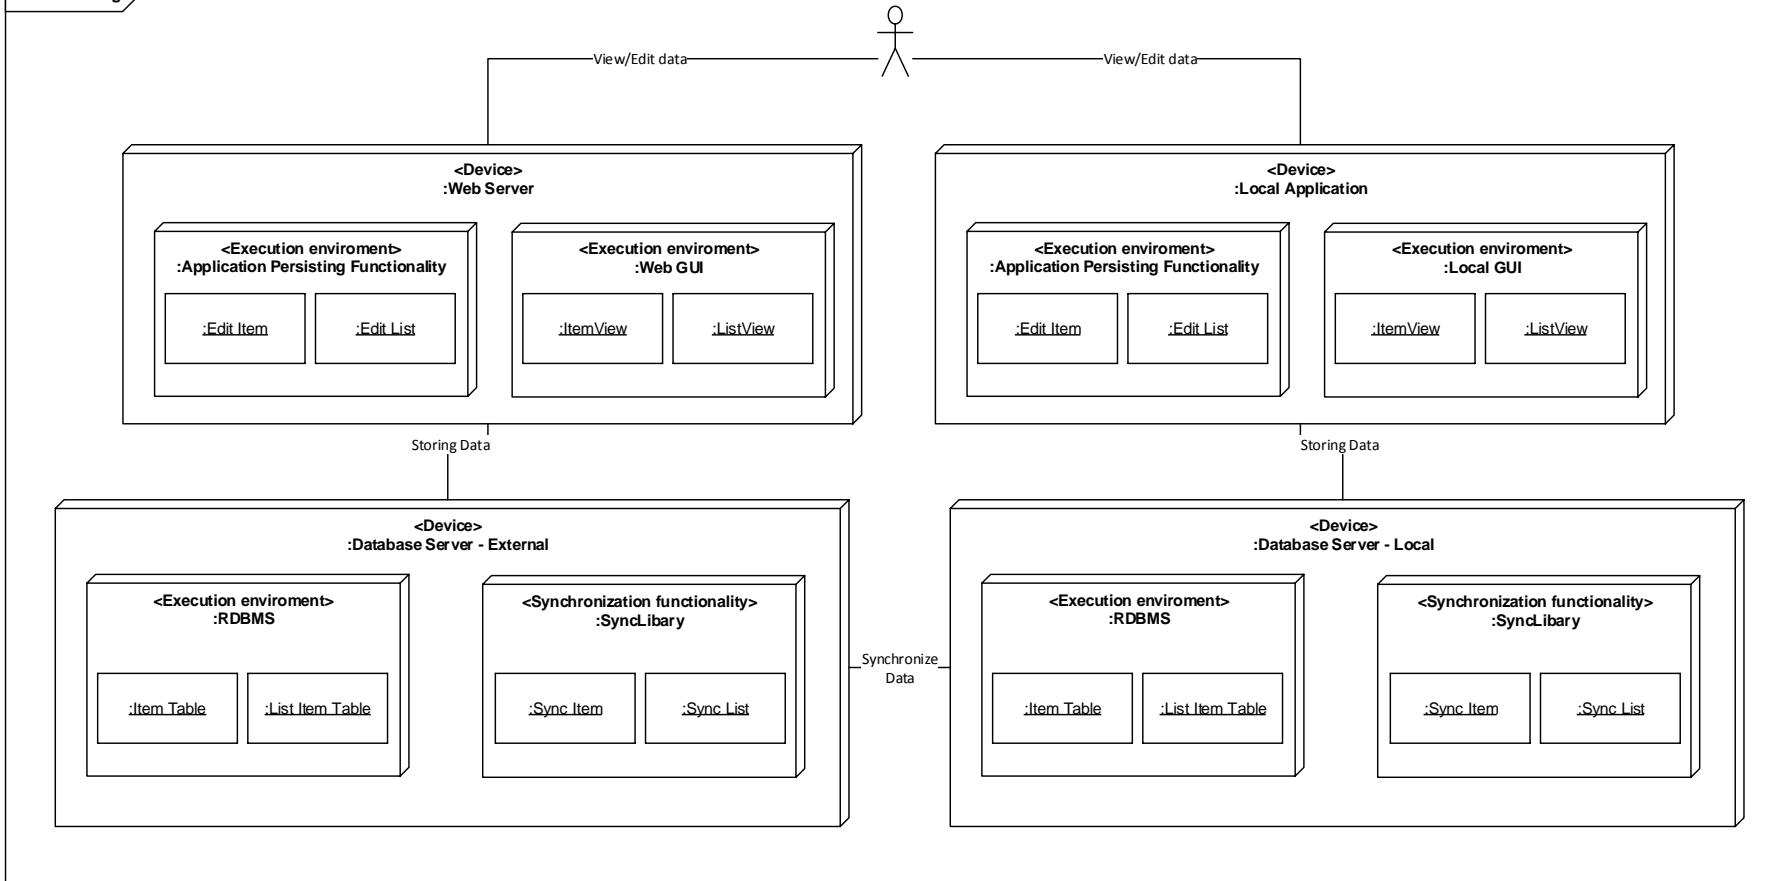 View/Edit data
View/Edit data
<Device>
:Web Server
<Execution enviroment>
:Application Persisting Functionality
:Edit Item
:Edit List
<Execution enviroment>
:Web GUI
:ItemView
:ListView
<Device>
:Local Application
<Execution enviroment>
:Application Persisting Functionality
:Edit Item
:Edit List
<Execution enviroment>
:Local GUI
:ItemView
:ListView
Storing Data
Storing Data
<Device>
:Database Server - External
<Execution enviroment>
:RDBMS
:Item Table
:List Item Table
<Synchronization functionality>
:SyncLibary
:Sync Item
:Sync List
Synchronize
Data
<Device>
:Database Server - Local
<Execution enviroment>
:RDBMS
:Item Table
:List Item Table
<Synchronization functionality>
:SyncLibary
:Sync Item
:Sync List